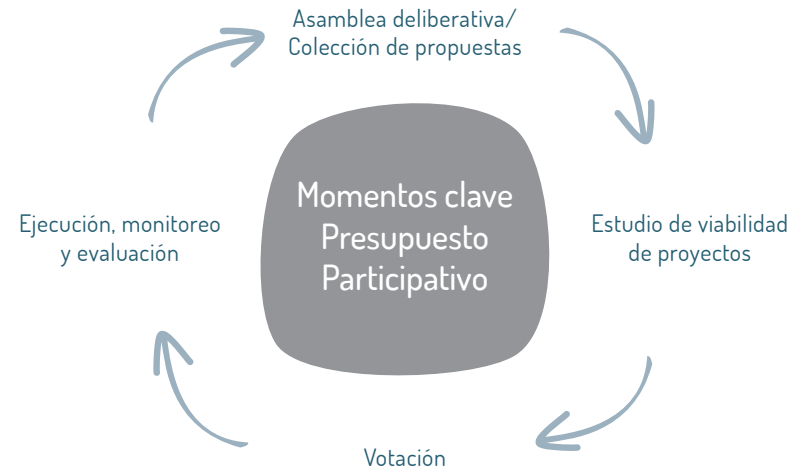 Asamblea deliberativa/
Colección de propuestas
Momentos clave
Presupuesto
Participativo
Ejecución, monitoreo
y evaluación
Estudio de viabilidad
de proyectos
Votación